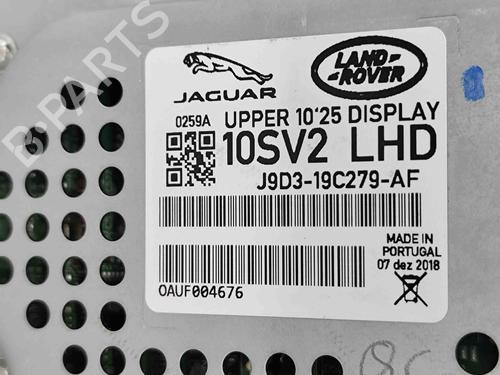 JAGUAR
LAND-
ROVER
0259A
UPPER 10'25 DISPLAY
10SV2 LHD
J9D3-19C279-AF
MADE IN
PORTUGAL
07 dez 2018
OAUF004676
B-PARTS